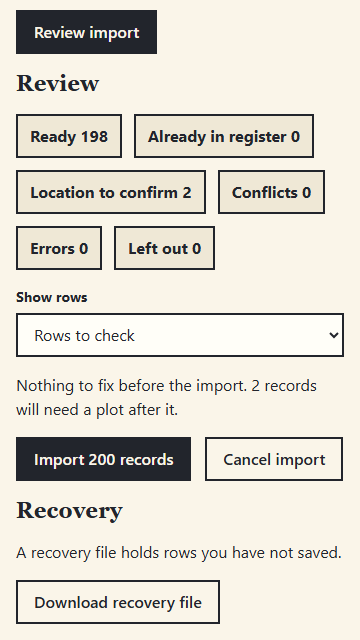 Review import
Review
Ready 198
Already in register 0
Location to confirm 2
Conflicts 0
Errors 0
Left out 0
Show rows
Rows to check
Nothing to fix before the import. 2 records
will need a plot after it.
Import 200 records
Cancel import
Recovery
A recovery file holds rows you have not saved.
Download recovery file